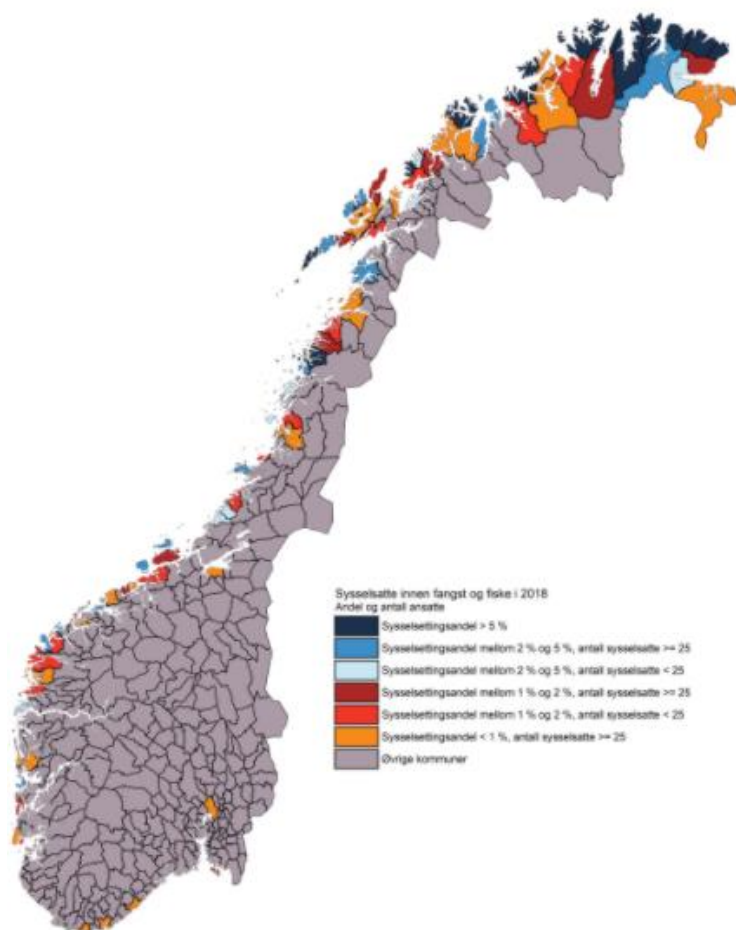 Sysselsatte innen fangst og fiske i 2018
Andel og antall ansatte
Sysselsettingsandel > 5 %
Sysselsettingsandel mellom 2 % og 5 %, antall sysselsatte >= 25
Sysselsettingsandel mellom 2 % og 5 %, antall sysselsatte < 25
Sysselsettingsandel mellom 1 % og 2 %, antall sysselsatte >= 25
Sysselsettingsandel mellom 1 % og 2 %, antall sysselsatte < 25
Sysselsettingsandel < 1 %, antall sysselsatte >= 25
Øvrige kommuner